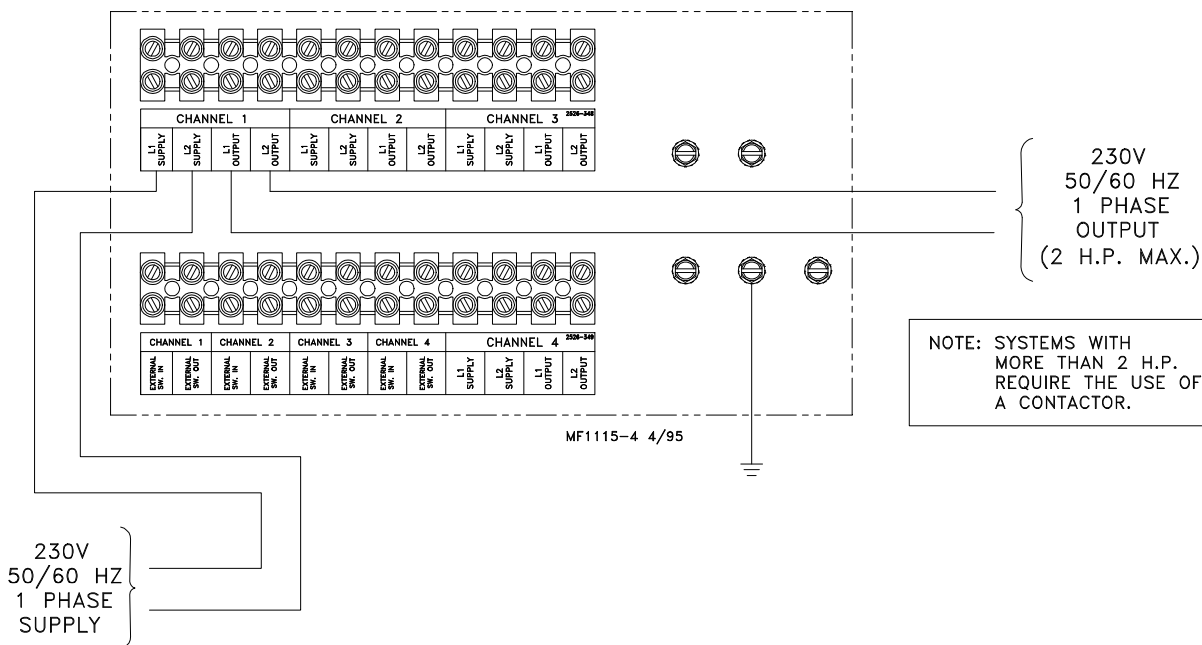 CHANNEL 1 CHANNEL 2 CHANNEL 3 2526-348
L1 SUPPLY
L2 SUPPLY
L1 OUTPUT
L2 OUTPUT
L1 SUPPLY
L2 SUPPLY
L1 OUTPUT
L2 OUTPUT
L1 SUPPLY
L2 SUPPLY
L1 OUTPUT
L2 OUTPUT
230V
50/60 HZ
1 PHASE
OUTPUT
(2 H.P. MAX.)
CHANNEL 1 CHANNEL 2 CHANNEL 3 CHANNEL 4 CHANNEL 4 2526-349
EXTERNAL SW. IN
EXTERNAL SW. OUT
EXTERNAL SW. IN
EXTERNAL SW. OUT
EXTERNAL SW. IN
EXTERNAL SW. OUT
EXTERNAL SW. IN
EXTERNAL SW. OUT
L1 SUPPLY
L2 SUPPLY
L1 OUTPUT
L2 OUTPUT
NOTE: SYSTEMS WITH
MORE THAN 2 H.P.
REQUIRE THE USE OF
A CONTACTOR.
MF1115-4 4/95
230V
50/60 HZ
1 PHASE
SUPPLY